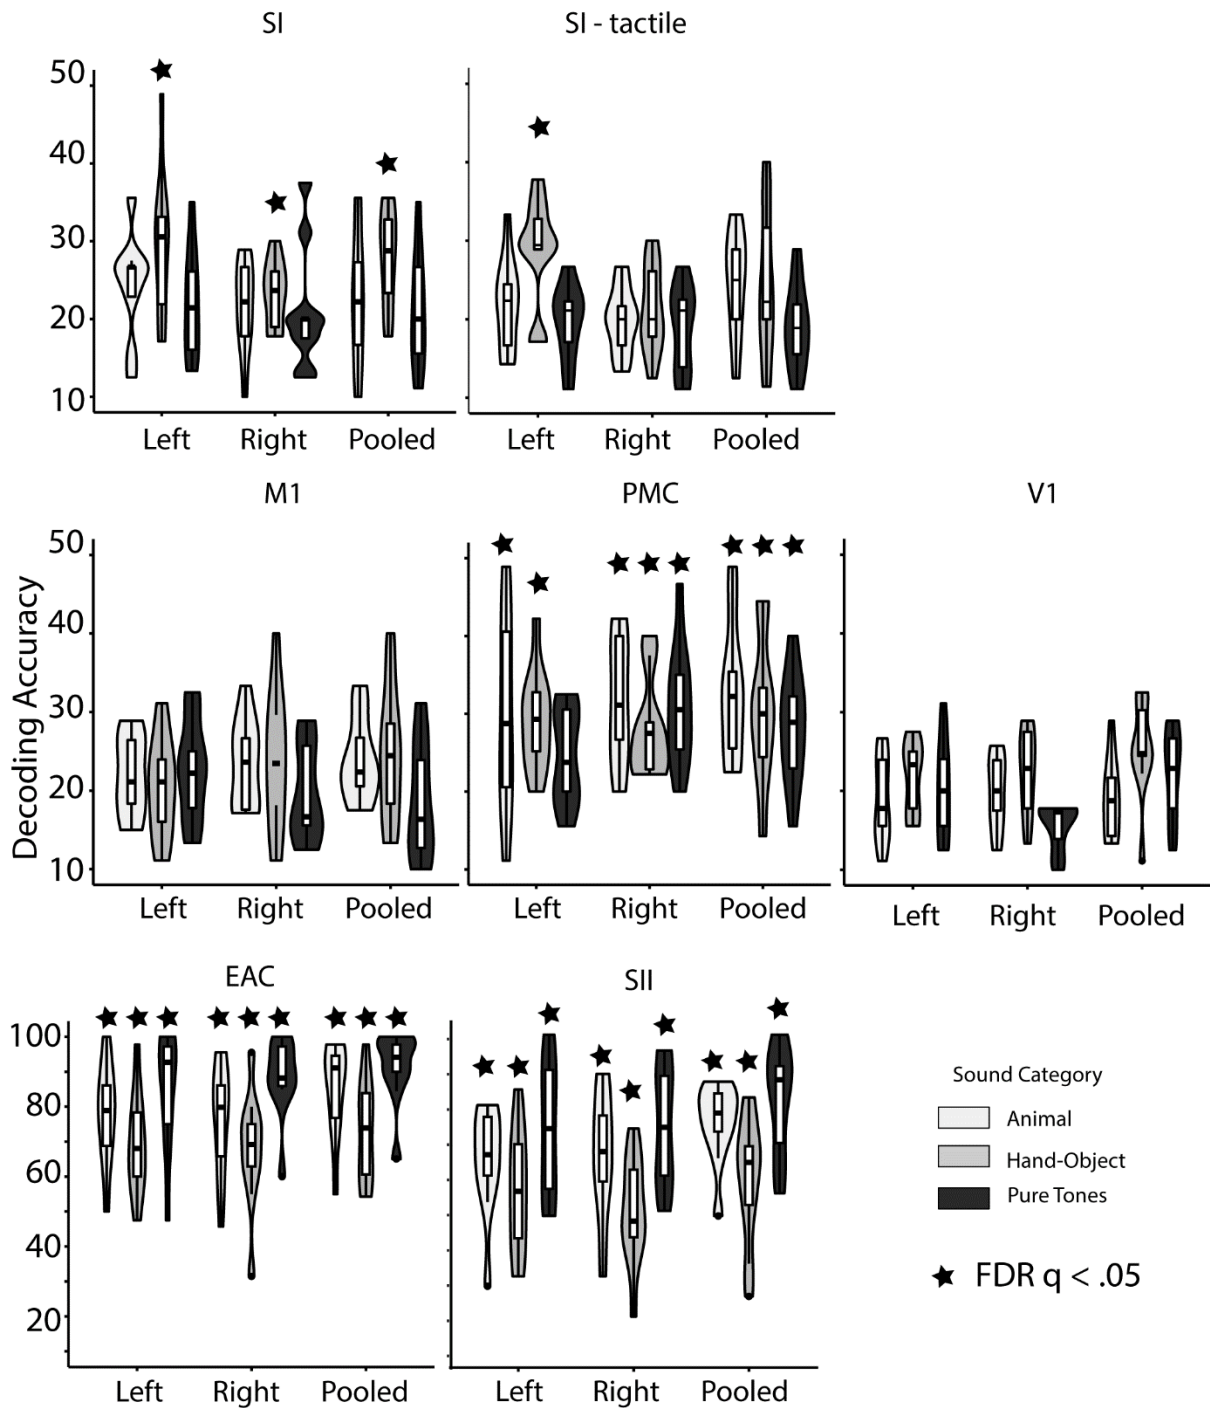 SI
SI - tactile
50
40
30
20
10
Left Right Pooled
Left Right Pooled
M1
PMC
V1
Decoding Accuracy
50
40
30
20
10
Left Right Pooled
Left Right Pooled
Left Right Pooled
EAC
SII
100
80
60
40
20
Left Right Pooled
Left Right Pooled
Sound Category
Animal
Hand-Object
Pure Tones
FDR q < .05